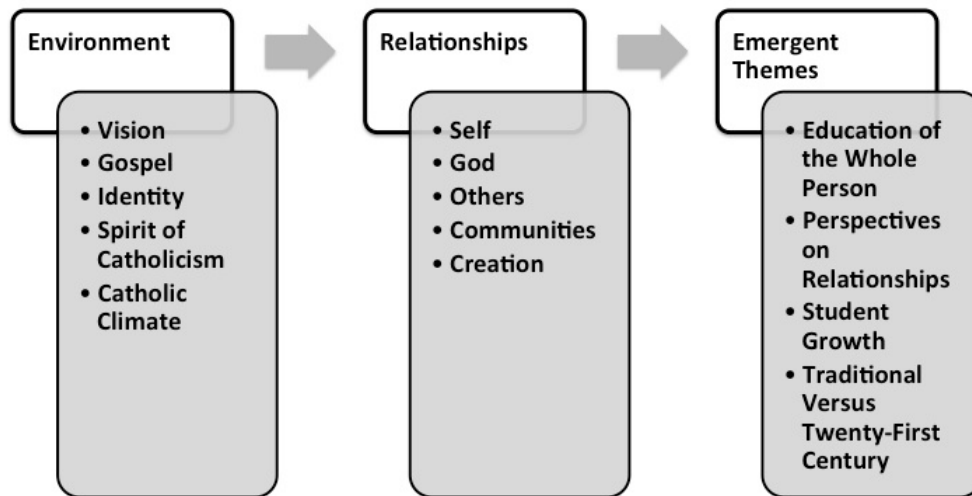 Environment
• Vision
• Gospel
• Identity
• Spirit of
Catholicism
• Catholic
Climate
Relationships
• Self
• God
• Others
• Communities
• Creation
Emergent
Themes
• Education of
the Whole
Person
• Perspectives
on
Relationships
• Student
Growth
• Traditional
Versus
Twenty-First
Century